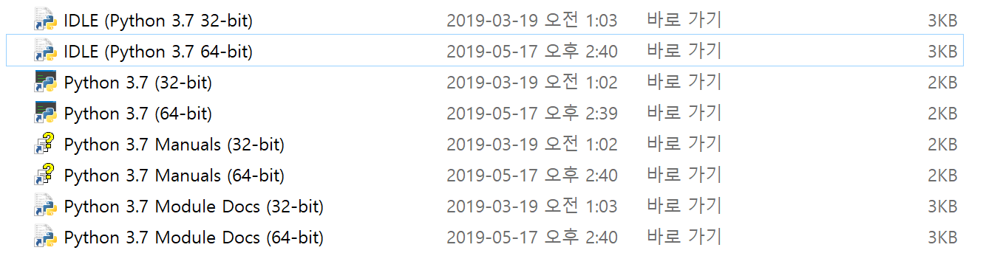 IDLE (Python 3.7 32-bit) 2019-03-19 오전 1:03 바로 가기 3KB
IDLE (Python 3.7 64-bit) 2019-05-17 오후 2:40 바로 가기 3KB
Python 3.7 (32-bit) 2019-03-19 오전 1:02 바로 가기 2KB
Python 3.7 (64-bit) 2019-05-17 오후 2:39 바로 가기 2KB
Python 3.7 Manuals (32-bit) 2019-03-19 오전 1:02 바로 가기 2KB
Python 3.7 Manuals (64-bit) 2019-05-17 오후 2:40 바로 가기 2KB
Python 3.7 Module Docs (32-bit) 2019-03-19 오전 1:03 바로 가기 3KB
Python 3.7 Module Docs (64-bit) 2019-05-17 오후 2:40 바로 가기 3KB